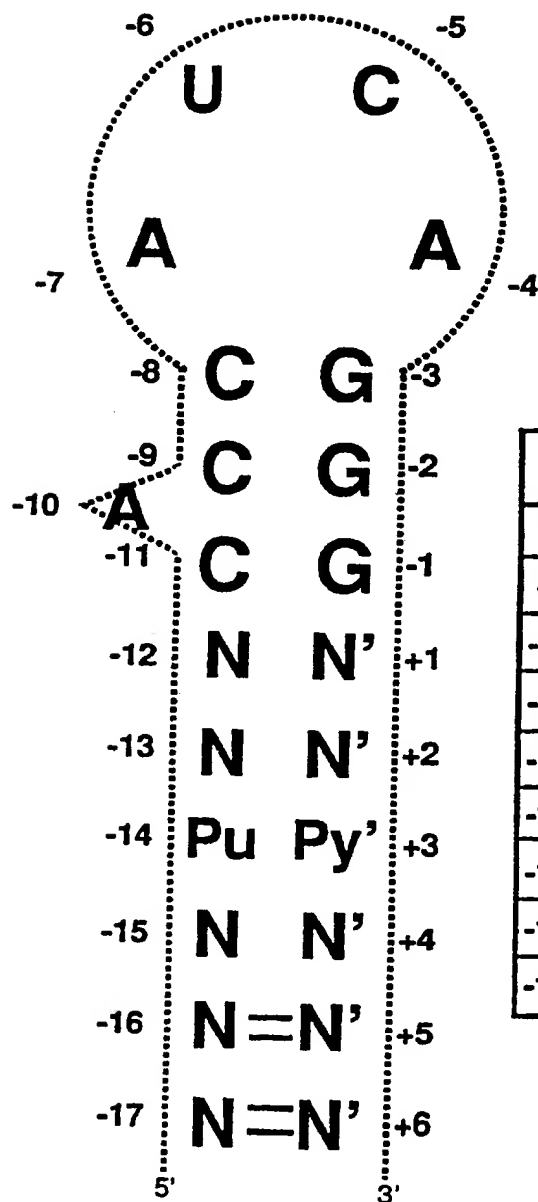 -6 -5
U C
A A
-7 -4
-8 C G -3
-9 C G -2
-10 A
-11 C G -1
-12 N N’ +1
-13 N N’ +2
-14 Pu Py’ +3
-15 N N’ +4
-16 N N’ +5
-17 N N’ +6
5’ 3’